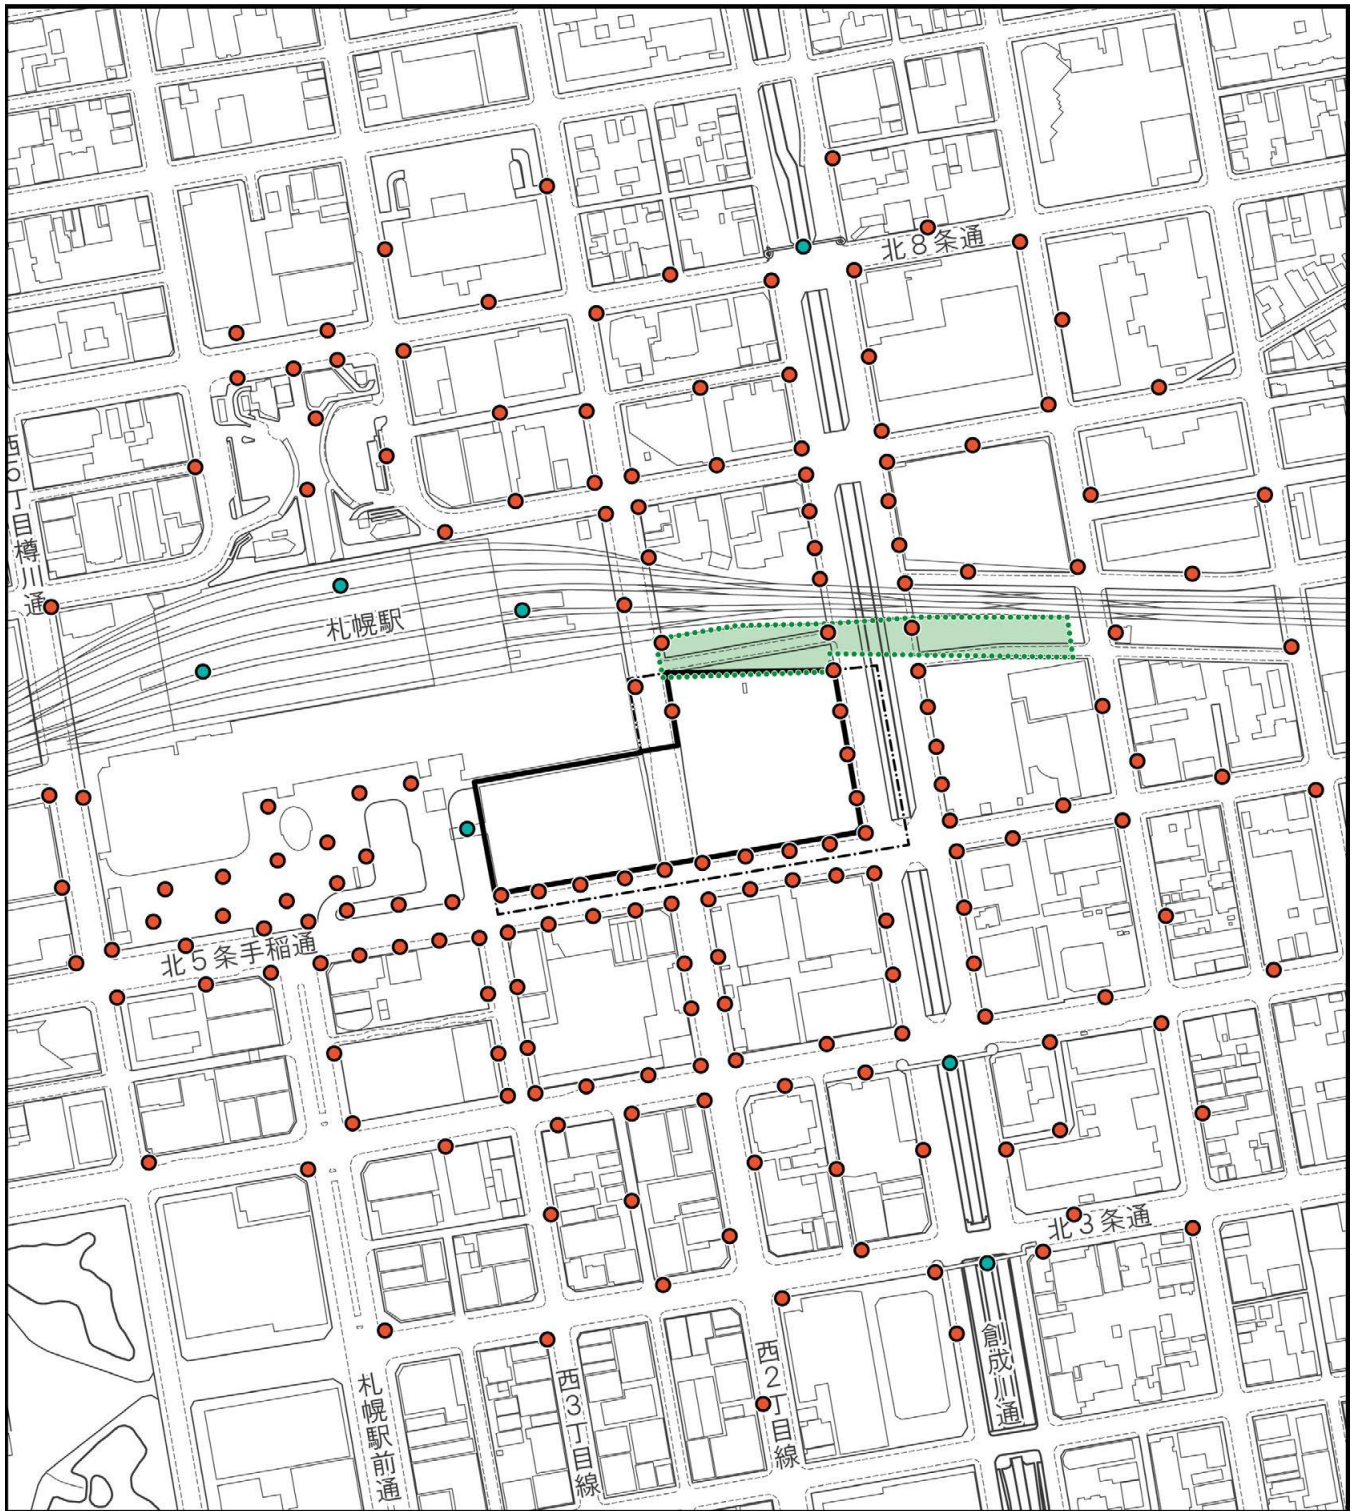 北8条通
西5丁目樽川通
札幌駅
北5条手稲通
北3条通
創成川通
西2丁目線
西3丁目線
札幌駅前通